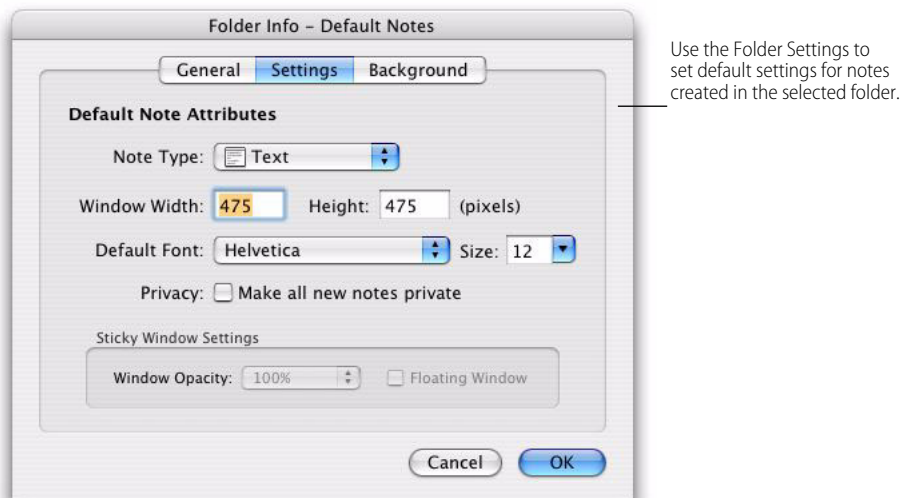 Folder Info – Default Notes
General Settings Background
Use the Folder Settings to
set default settings for notes
created in the selected folder.
Default Note Attributes
Note Type: Text
Window Width: 475 Height: 475 (pixels)
Default Font: Helvetica Size: 12
Privacy: Make all new notes private
Sticky Window Settings
Window Opacity: 100% Floating Window
Cancel OK